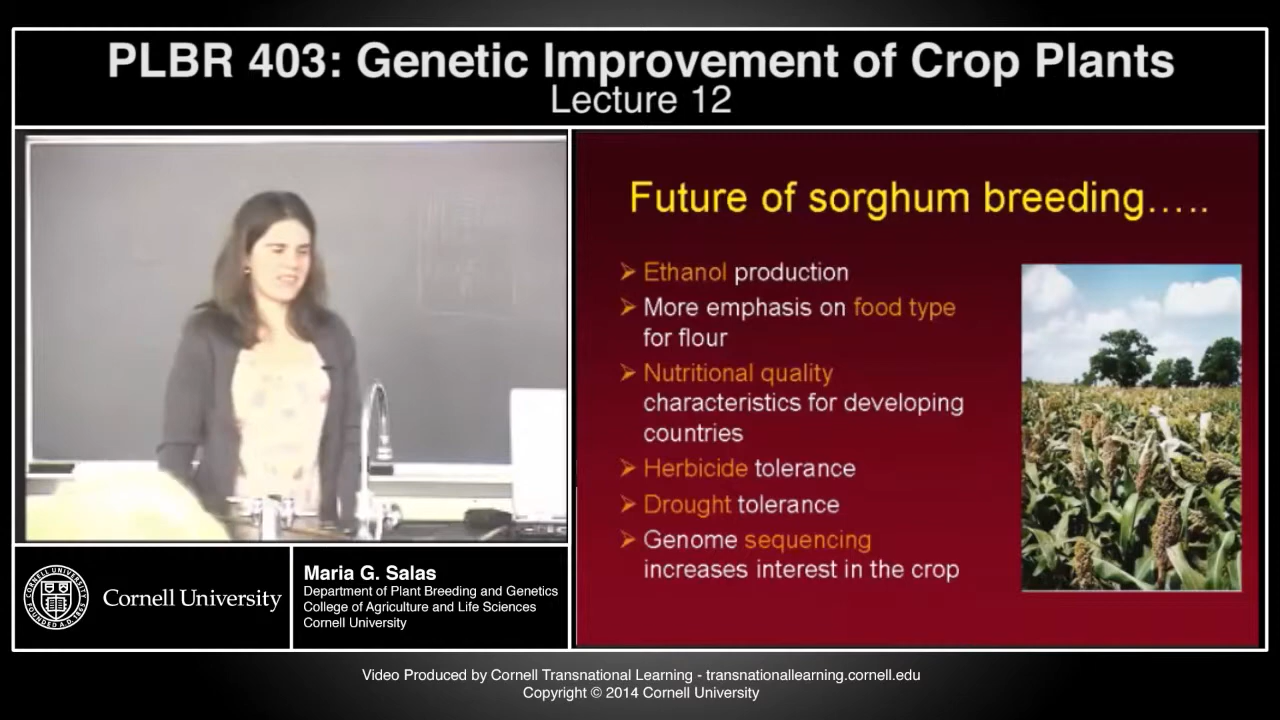 PLBR 403: Genetic Improvement of Crop Plants
Lecture 12
Future of sorghum breeding…..
Ethanol production
More emphasis on food type
for flour
Nutritional quality
characteristics for developing
countries
Herbicide tolerance
Drought tolerance
Genome sequencing
increases interest in the crop
Cornell University
Maria G. Salas
Department of Plant Breeding and Genetics
College of Agriculture and Life Sciences
Cornell University
Video Produced by Cornell Transnational Learning - transnationallearning.cornell.edu
Copyright © 2014 Cornell University